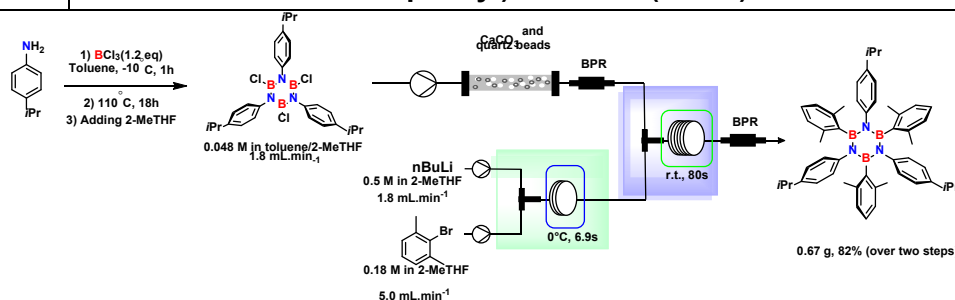 iPr
NH2
iPr
1) BCl3(1.2 eq)
Toluene, -10 °C, 1h
2) 110°C, 18h
3) Adding 2-MeTHF
iPr
Cl
B
N
B
Cl
N
B
N
Cl
iPr
iPr
0.048 M in toluene/2-MeTHF
1.8 mL.min-1
CaCO3 and
quartz beads
BPR
BPR
r.t., 80s
nBuLi
0.5 M in 2-MeTHF
1.8 mL.min-1
Br
0.18 M in 2-MeTHF
5.0 mL.min-1
0°C, 6.9s
iPr
N
B
B
N
N
B
iPr
iPr
0.67 g, 82% (over two steps